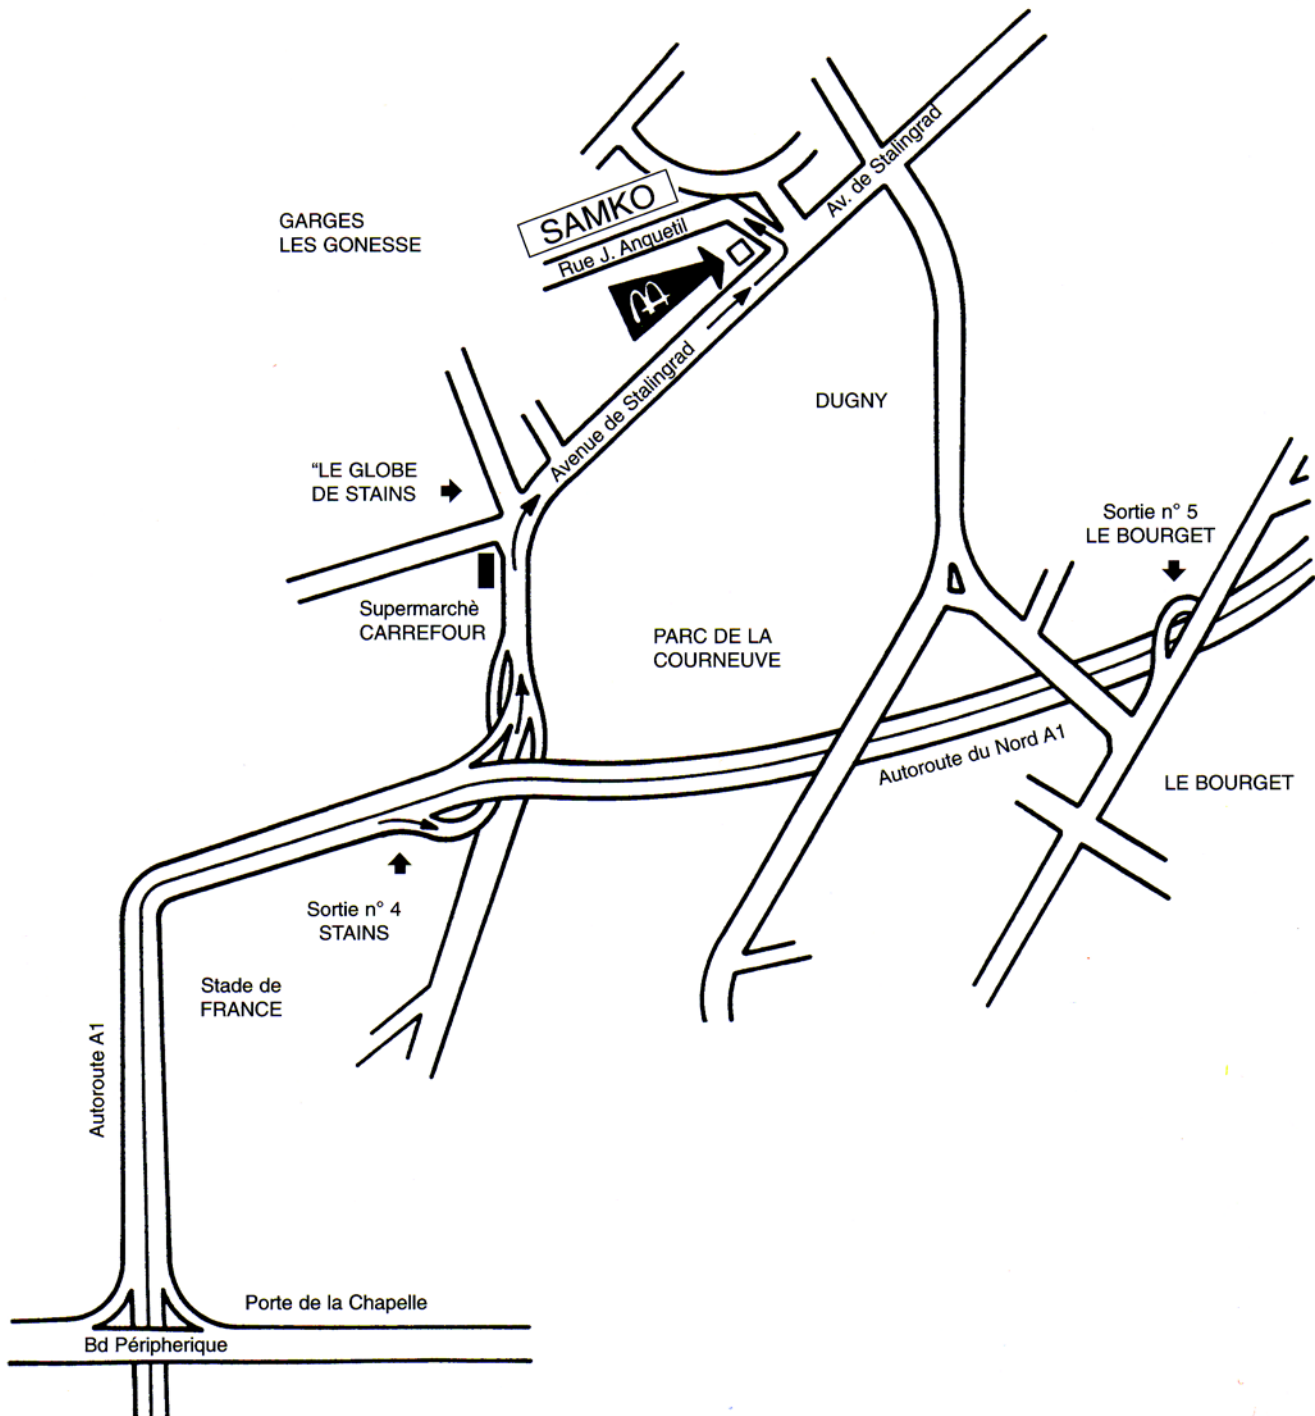 Av. de Stalingrad
SAMKO
Rue J. Anquetil
GARGES
LES GONESSE
Avenue de Stalingrad
DUGNY
“LE GLOBE
DE STAINS
Sortie n° 5
LE BOURGET
Supermarchè
CARREFOUR
PARC DE LA
COURNEUVE
Autoroute du Nord A1
LE BOURGET
Sortie n° 4
STAINS
Stade de
FRANCE
Autoroute A1
Porte de la Chapelle
Bd Péripherique